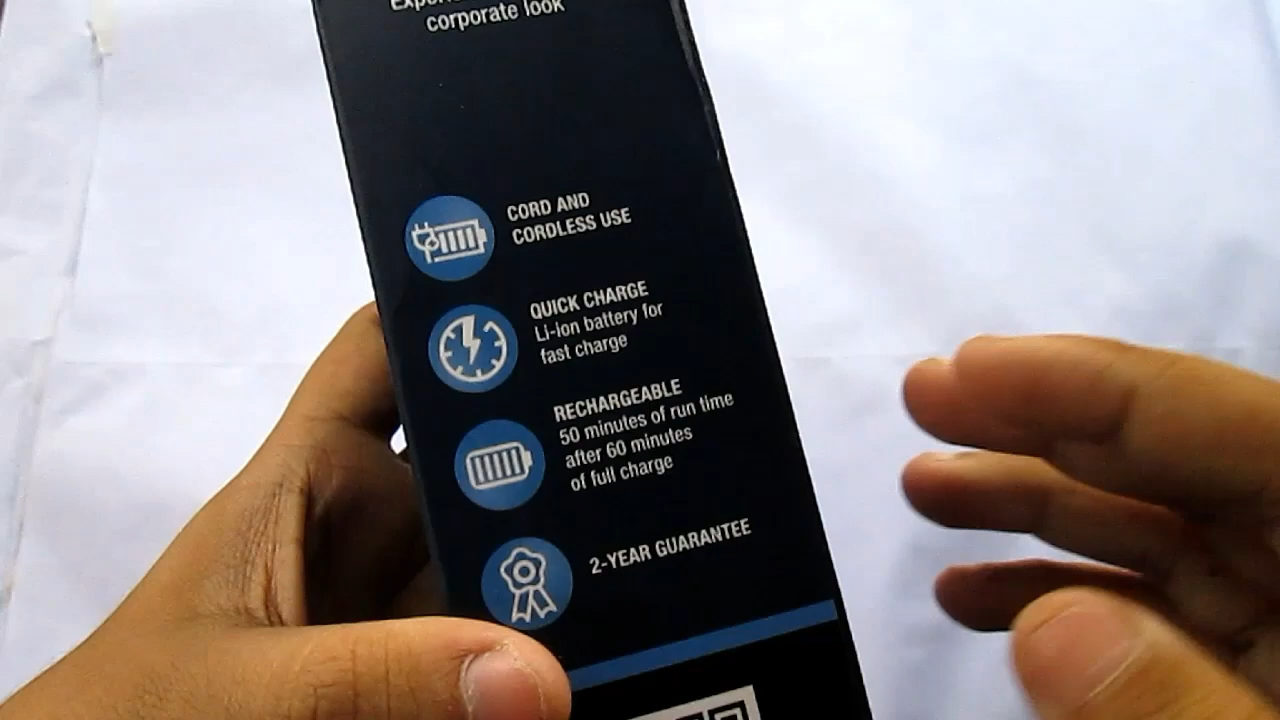 corporate look
CORD AND
CORDLESS USE
QUICK CHARGE
Li-ion battery for
fast charge
RECHARGEABLE
50 minutes of run time
after 60 minutes
of full charge
2-YEAR GUARANTEE